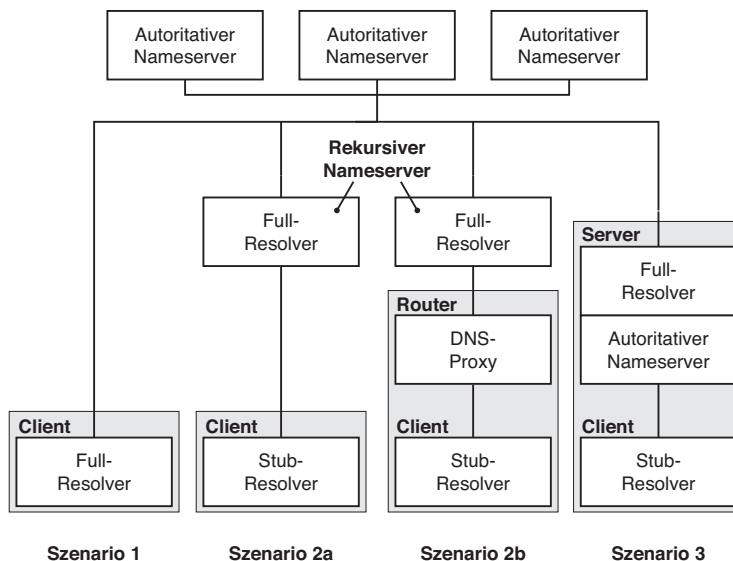 Autoritativer
Nameserver
Autoritativer
Nameserver
Autoritativer
Nameserver
Rekursiver
Nameserver
Full-
Resolver
Full-
Resolver
Server
Full-
Resolver
Autoritativer
Nameserver
Router
DNS-
Proxy
Client
Full-
Resolver
Client
Stub-
Resolver
Client
Stub-
Resolver
Client
Stub-
Resolver
Szenario 1
Szenario 2a
Szenario 2b
Szenario 3